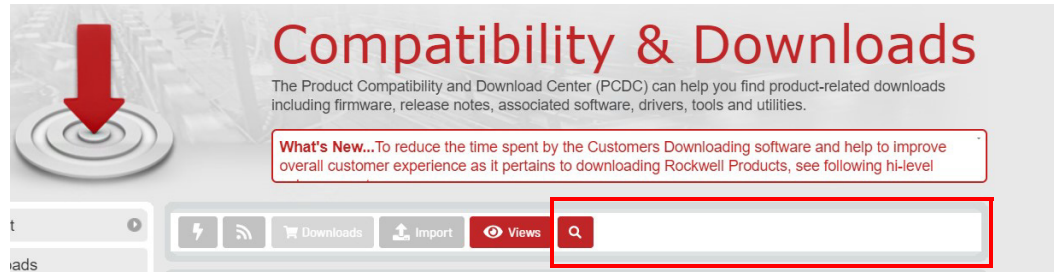 Compatibility & Downloads
The Product Compatibility and Download Center (PCDC) can help you find product-related downloads
including firmware, release notes, associated software, drivers, tools and utilities.
What's New...To reduce the time spent by the Customers Downloading software and help to improve
overall customer experience as it pertains to downloading Rockwell Products, see following hi-level
t
Downloads
Import
Views
oads